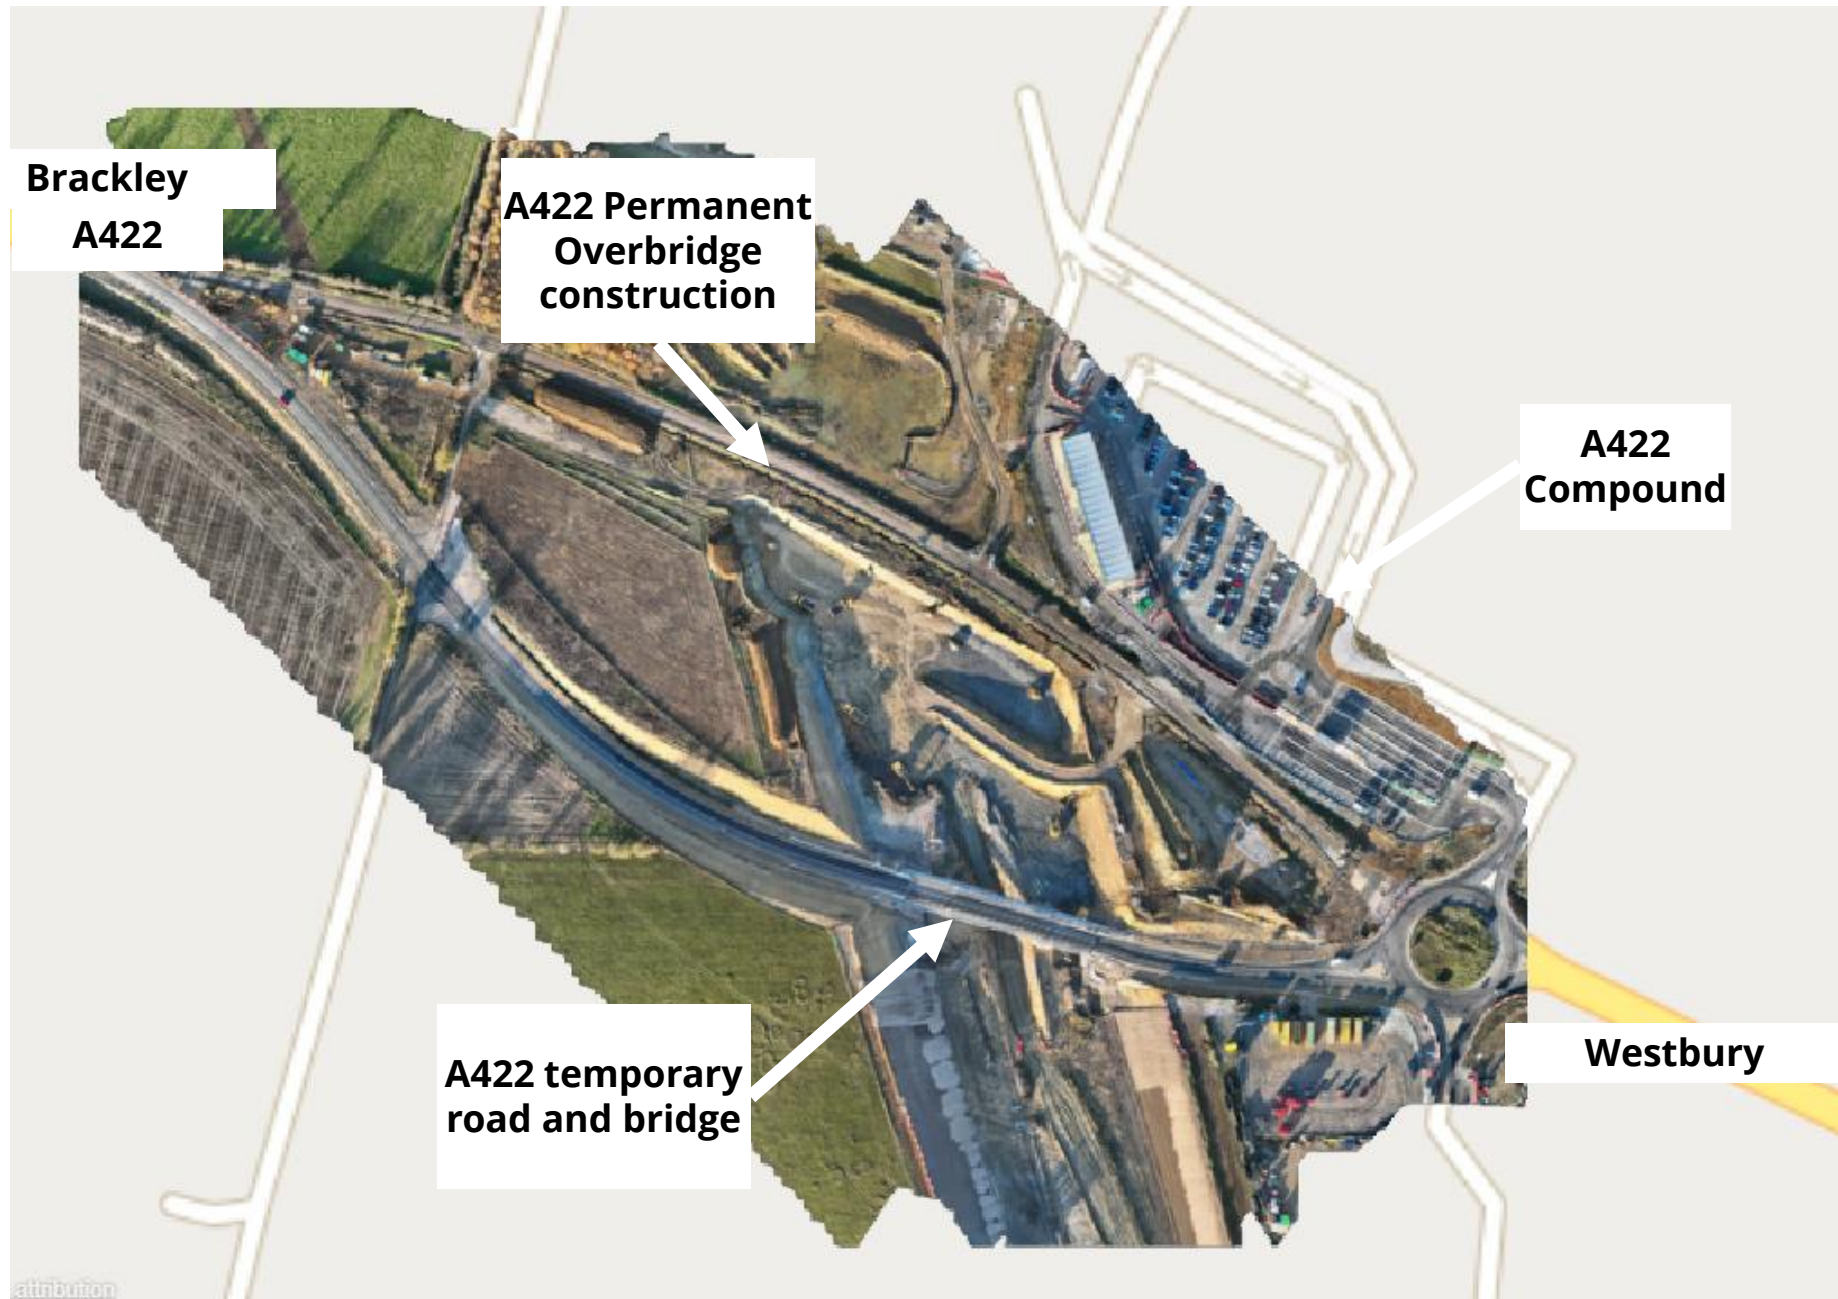 Brackley
A422
A422 Permanent
Overbridge
construction
A422
Compound
A422 temporary
road and bridge
Westbury
attribution